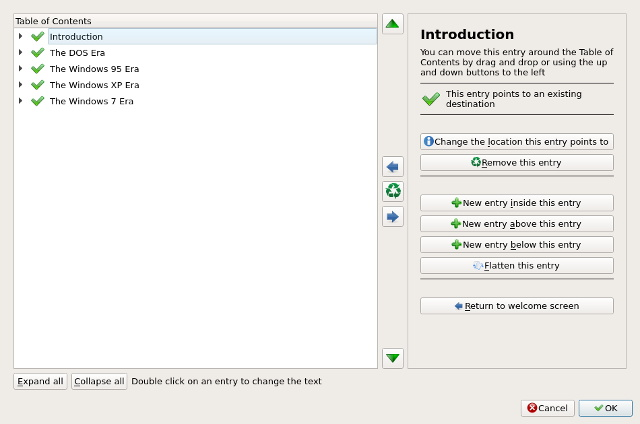 Table of Contents
Introduction
The DOS Era
The Windows 95 Era
The Windows XP Era
The Windows 7 Era
Expand all
Collapse all
Double click on an entry to change the text
Introduction
You can move this entry around the Table of
Contents by drag and drop or using the up
and down buttons to the left
This entry points to an existing
destination
Change the location this entry points to
Remove this entry
New entry inside this entry
New entry above this entry
New entry below this entry
Flatten this entry
Return to welcome screen
Cancel
OK